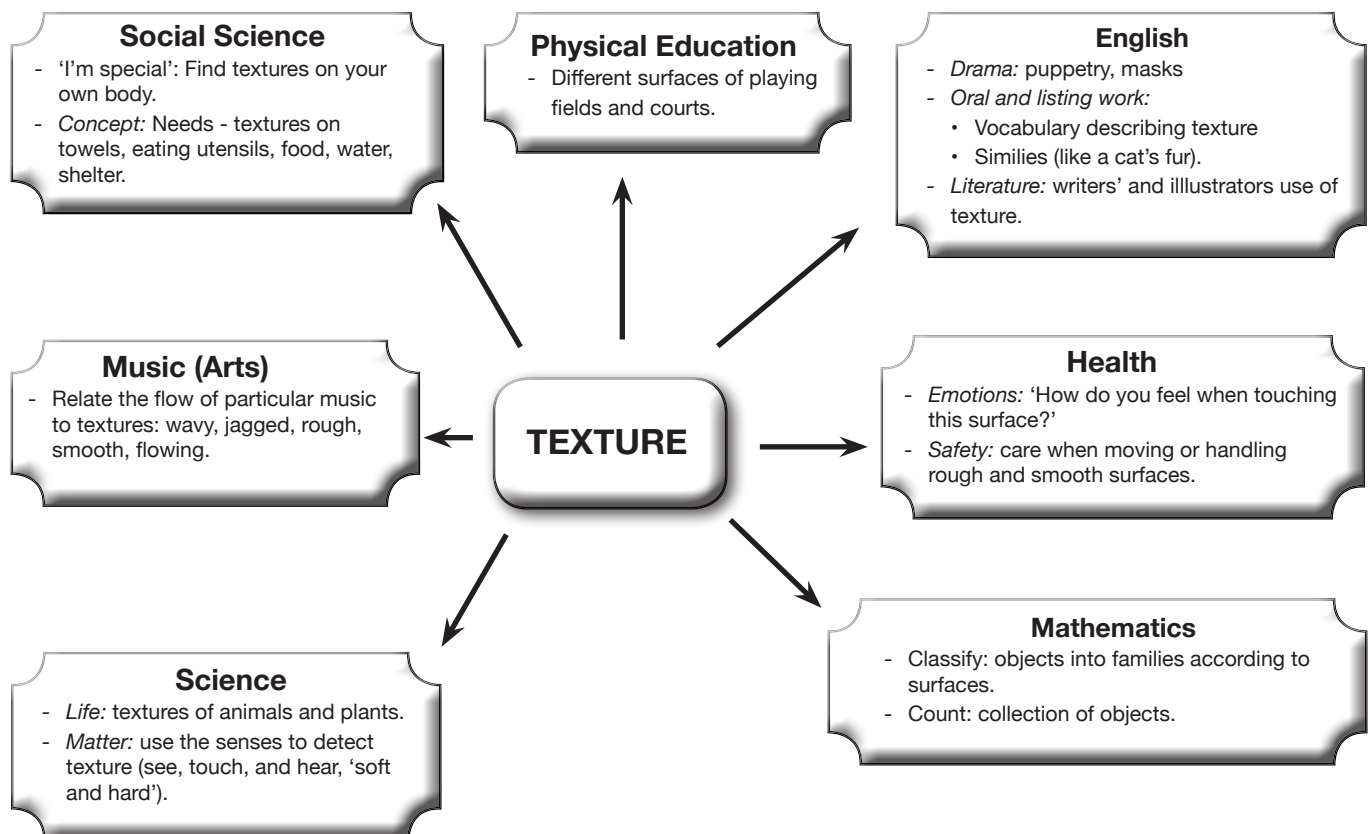 Social Science
- ‘I’m special’: Find textures on your
own body.
- Concept: Needs - textures on
towels, eating utensils, food, water,
shelter.
Physical Education
- Different surfaces of playing
fields and courts.
English
- Drama: puppetry, masks
- Oral and listing work:
• Vocabulary describing texture
• Similies (like a cat’s fur).
- Literature: writers’ and illlustrators use of
texture.
Music (Arts)
- Relate the flow of particular music
to textures: wavy, jagged, rough,
smooth, flowing.
TEXTURE
Health
- Emotions: ‘How do you feel when touching
this surface?’
- Safety: care when moving or handling
rough and smooth surfaces.
Science
- Life: textures of animals and plants.
- Matter: use the senses to detect
texture (see, touch, and hear, ‘soft
and hard’).
Mathematics
- Classify: objects into families according to
surfaces.
- Count: collection of objects.